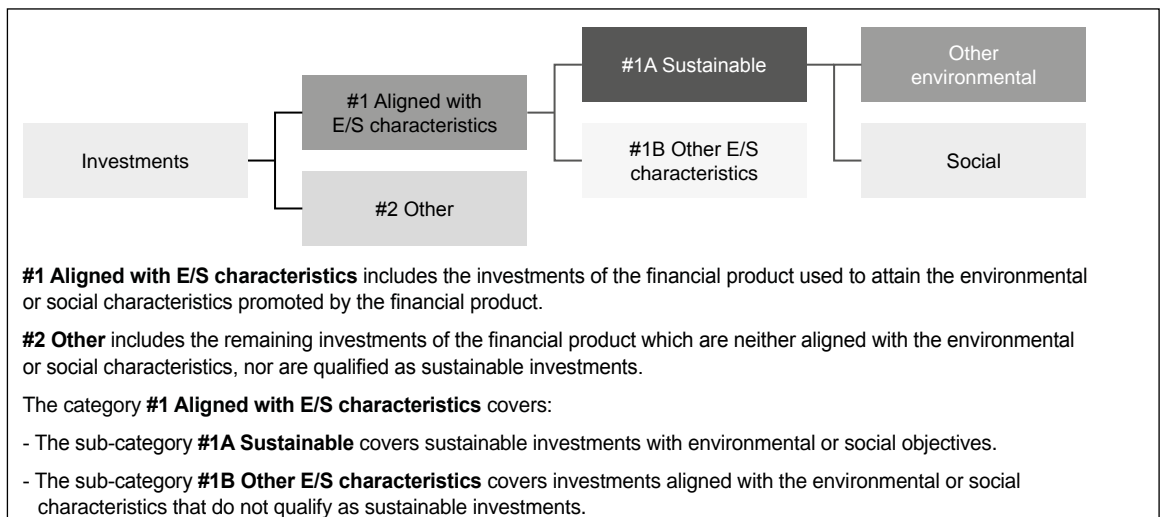 Investments
#1 Aligned with
E/S characteristics
#2 Other
#1A Sustainable
#1B Other E/S
characteristics
Other
environmental
Social
#1 Aligned with E/S characteristics includes the investments of the financial product used to attain the environmental
or social characteristics promoted by the financial product.
#2 Other includes the remaining investments of the financial product which are neither aligned with the environmental
or social characteristics, nor are qualified as sustainable investments.
The category #1 Aligned with E/S characteristics covers:
- The sub-category #1A Sustainable covers sustainable investments with environmental or social objectives.
- The sub-category #1B Other E/S characteristics covers investments aligned with the environmental or social
characteristics that do not qualify as sustainable investments.